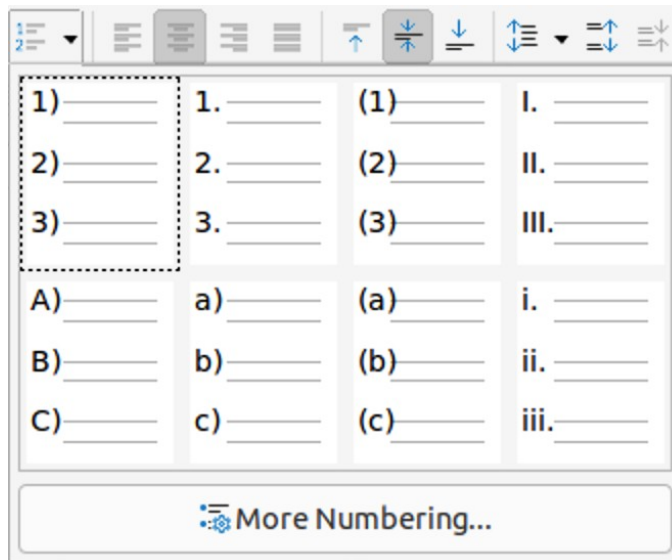 1) 1. (1) I.
2) 2. (2) II.
3) 3. (3) III.
A) a) (a) i.
B) b) (b) ii.
C) c) (c) iii.
More Numbering...